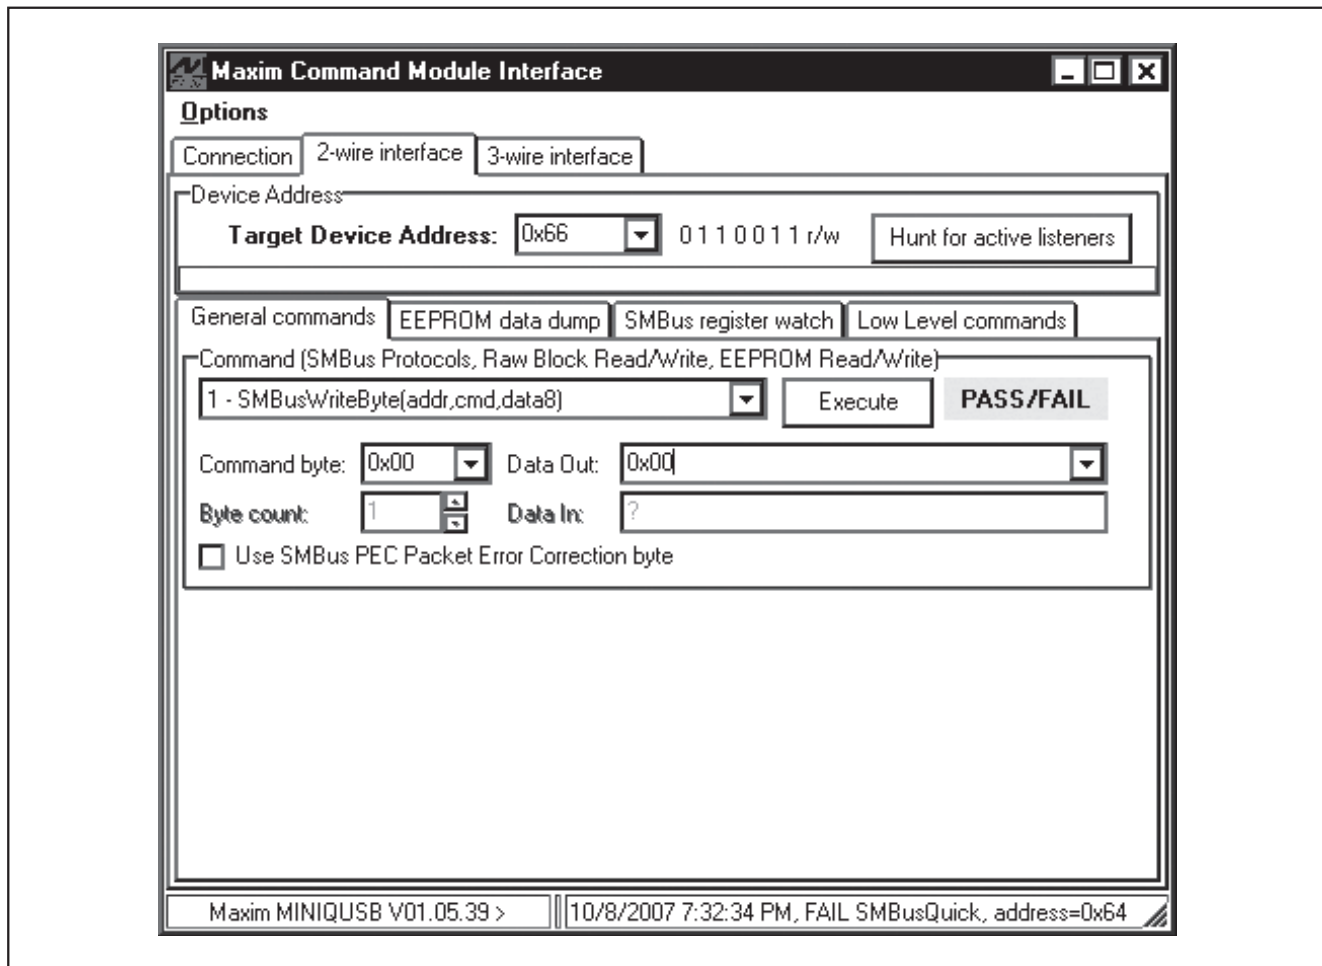 Maxim Command Module Interface
Options
Connection 2-wire interface 3-wire interface
Device Address
Target Device Address: 0x66 0 1 1 0 0 1 1 r/w Hunt for active listeners
General commands EEPROM data dump SMBus register watch Low Level commands
Command (SMBus Protocols, Raw Block Read/Write, EEPROM Read/Write)
1 - SMBusWriteByte(addr,cmd,data8) Execute PASS/FAIL
Command byte: 0x00 Data Out: 0x00
Byte count: 1 Data In: ?
Use SMBus PEC Packet Error Correction byte
Maxim MINIQUSB V01.05.39 > 10/8/2007 7:32:34 PM, FAIL SMBusQuick, address=0x64